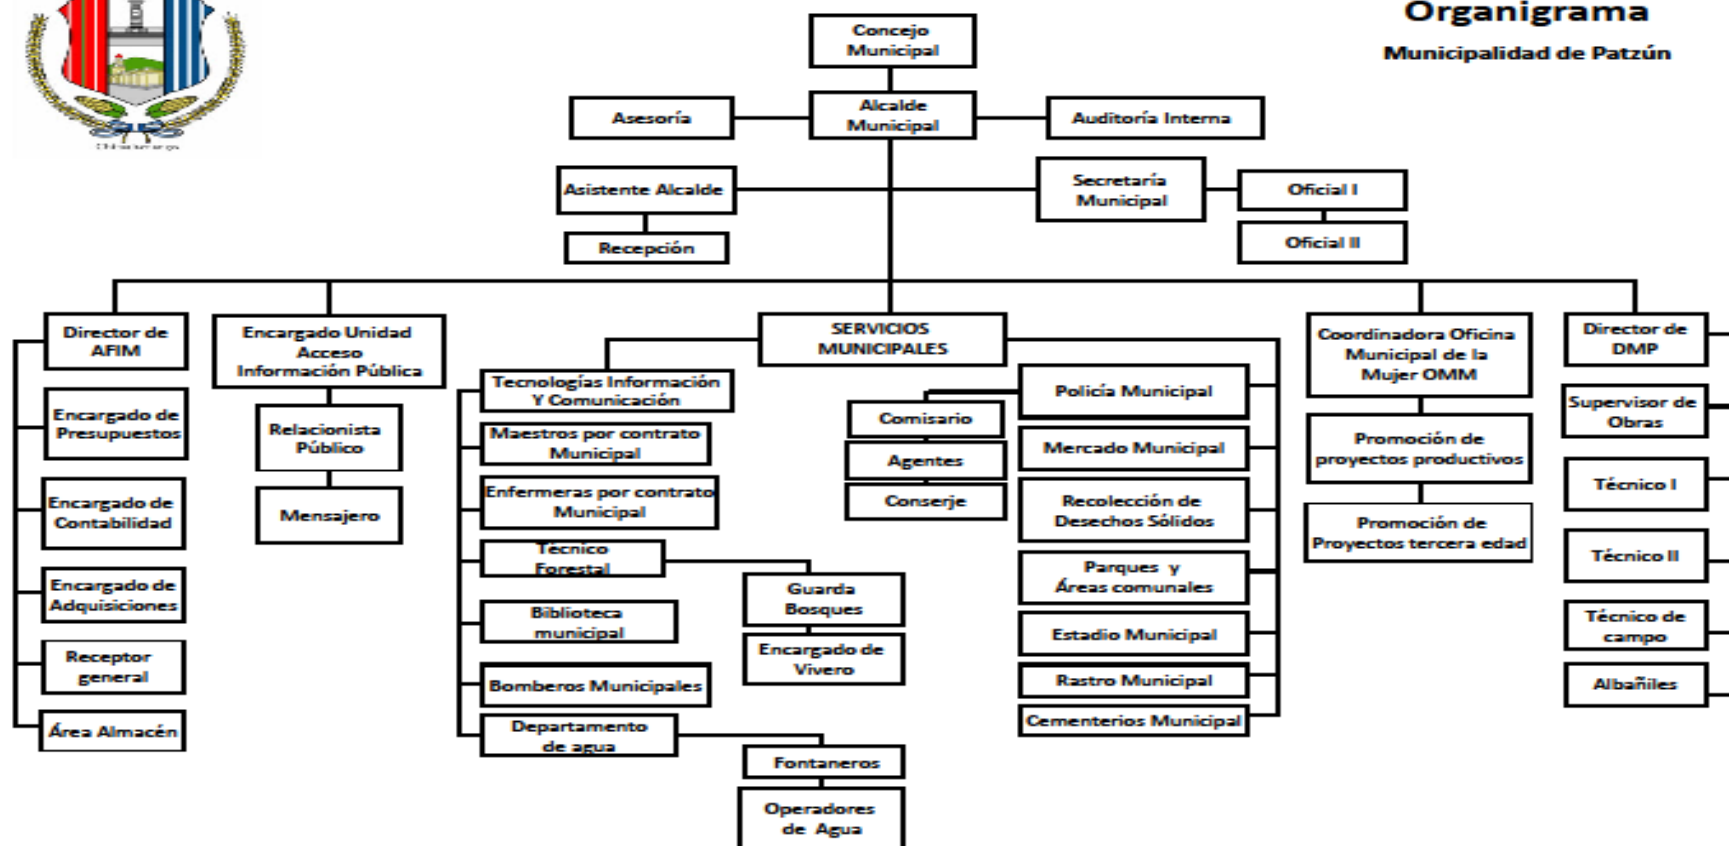 Organigrama
Municipalidad de Patzún
Concejo
Municipal
Asesoría
Alcalde
Municipal
Auditoría Interna
Asistente Alcalde
Secretaría
Municipal
Oficial I
Recepción
Oficial II
Director de
AFIM
Encargado de
Presupuestos
Encargado de
Contabilidad
Encargado de
Adquisiciones
Receptor
general
Área Almacén
Encargado Unidad
Acceso
Información Pública
Relacionista
Público
Mensajero
SERVICIOS
MUNICIPALES
Tecnologías Información
Y Comunicación
Maestros por contrato
Municipal
Enfermeras por contrato
Municipal
Técnico
Forestal
Biblioteca
municipal
Bomberos Municipales
Departamento
de agua
Guarda
Bosques
Encargado de
Vivero
Fontaneros
Operadores
de Agua
Comisario
Agentes
Conserje
Policía Municipal
Mercado Municipal
Recolección de
Desechos Sólidos
Parques y
Áreas comunales
Estadio Municipal
Rastro Municipal
Cementerios Municipal
Coordinadora Oficina
Municipal de la
Mujer OMM
Promoción de
proyectos productivos
Promoción de
Proyectos tercera edad
Director de
DMP
Supervisor de
Obras
Técnico I
Técnico II
Técnico de
campo
Albañiles